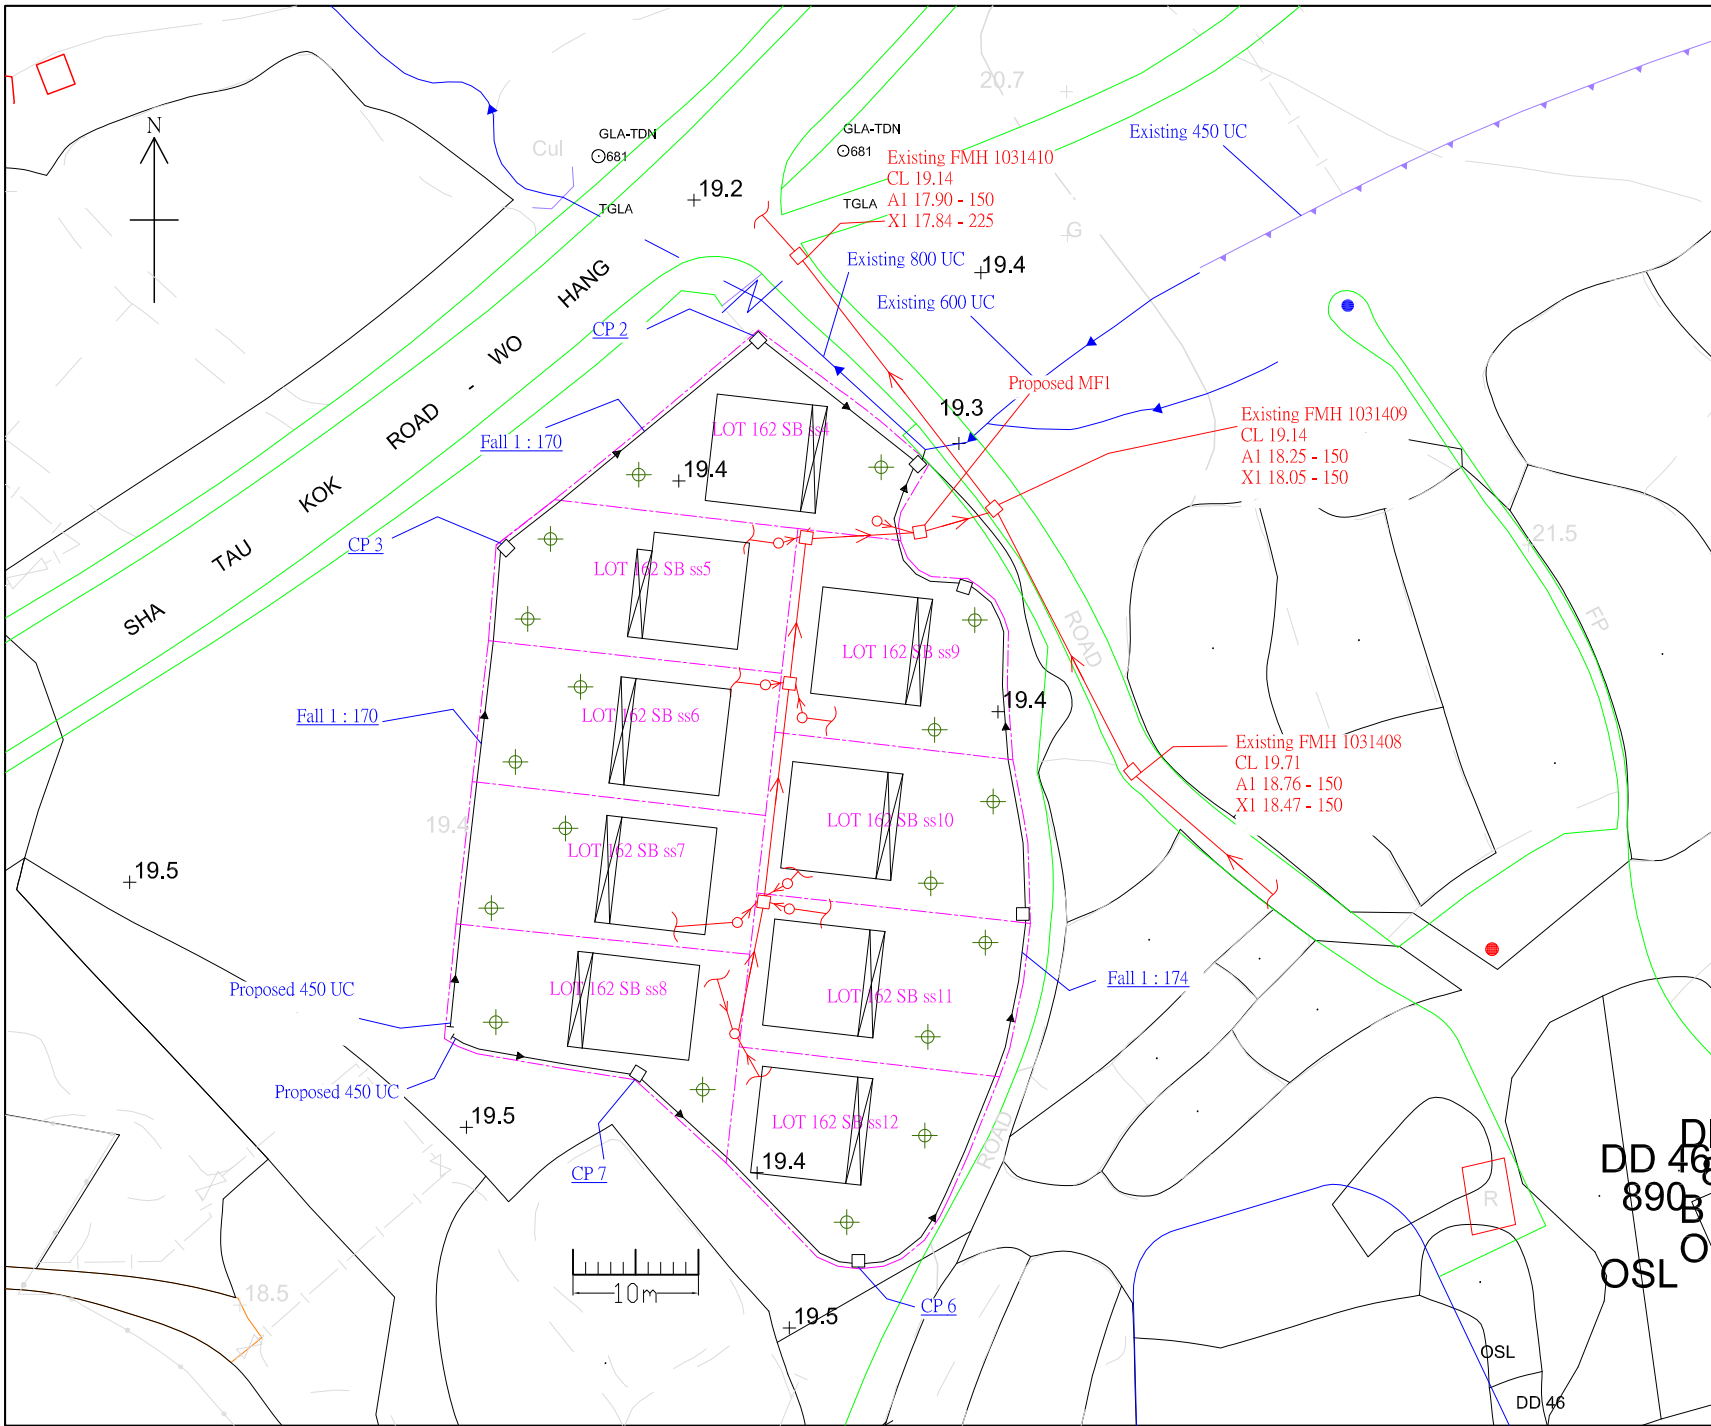 20.7
GLA-TDN
681
Cul
TGLA
GLA-TDN
681
TGLA
Existing FMH 1031410
CL 19.14
A1 17.90 - 150
X1 17.84 - 225
Existing 450 UC
N
19.2
G
19.4
Existing 800 UC
Existing 600 UC
CP 2
SHA TAU KOK ROAD - WO HANG
Proposed MF1
19.3
Existing FMH 1031409
CL 19.14
A1 18.25 - 150
X1 18.05 - 150
Fall 1 : 170
LOT 162 SB ss4
19.4
CP 3
21.5
LOT 162 SB ss5
FP
ROAD
LOT 162 SB ss9
19.4
Fall 1 : 170
LOT 162 SB ss6
Existing FMH 1031408
CL 19.71
A1 18.76 - 150
X1 18.47 - 150
19.4
LOT 162 SB ss10
LOT 162 SB ss7
19.5
Fall 1 : 174
Proposed 450 UC
LOT 162 SB ss8
LOT 162 SB ss11
Proposed 450 UC
19.5
LOT 162 SB ss12
ROAD
19.4
CP 7
DD 46
890
B
R
OSL
18.5
10m
CP 6
19.5
OSL
DD 46